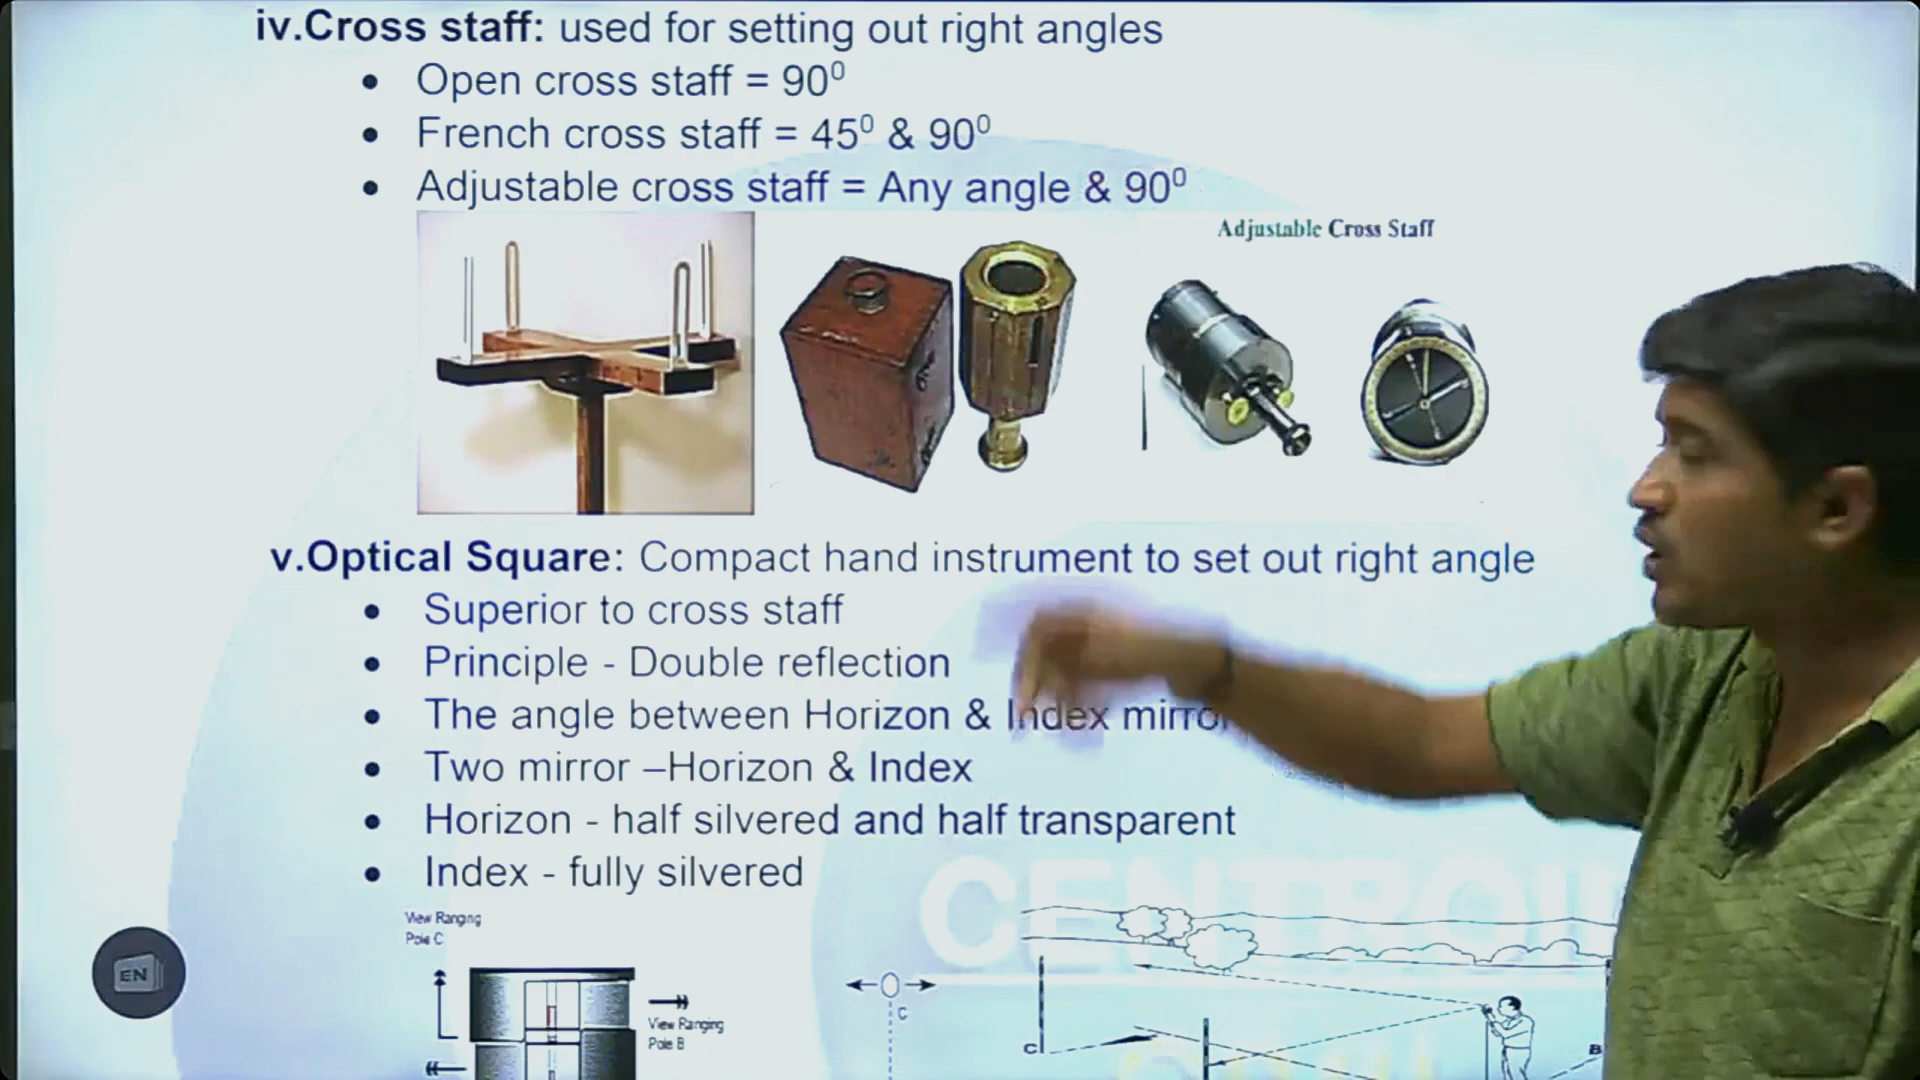 iv.Cross staff: used for setting out right angles
• Open cross staff = 90⁰
• French cross staff = 45⁰ & 90⁰
• Adjustable cross staff = Any angle & 90⁰
Adjustable Cross Staff
v.Optical Square: Compact hand instrument to set out right angle
• Superior to cross staff
• Principle - Double reflection
• The angle between Horizon & Index mirror
• Two mirror –Horizon & Index
• Horizon - half silvered and half transparent
• Index - fully silvered
View Ranging
Pole C
EN
View Ranging
Pole B
C
C
B